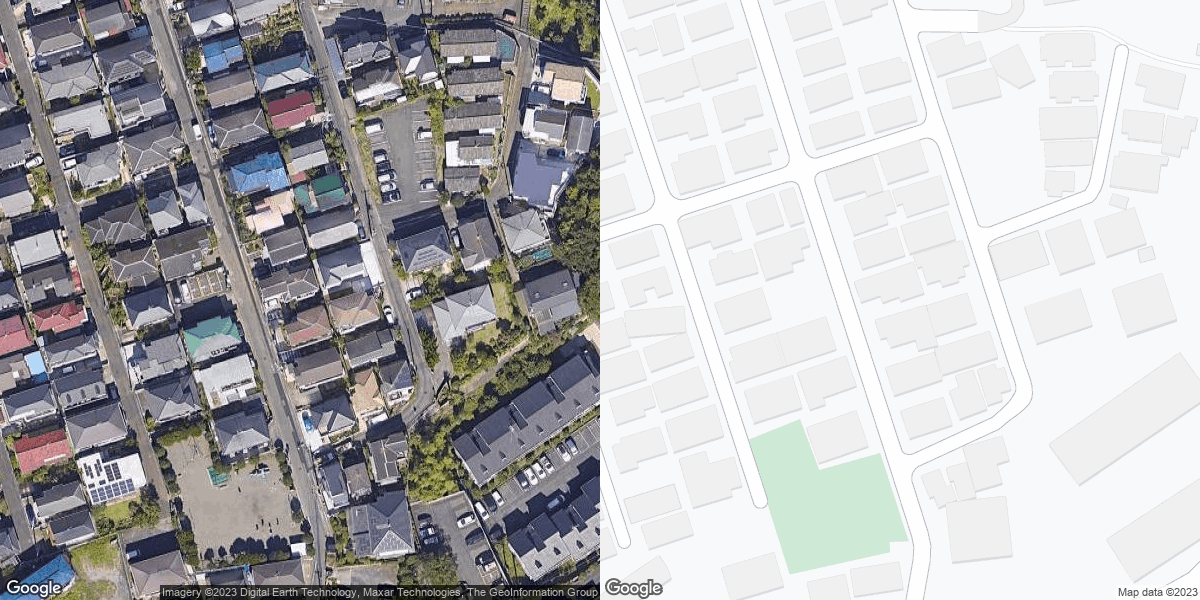 Google
Imagery ©2023 Digital Earth Technology, Maxar Technologies, The GeoInformation Group
Google
Map data ©2023